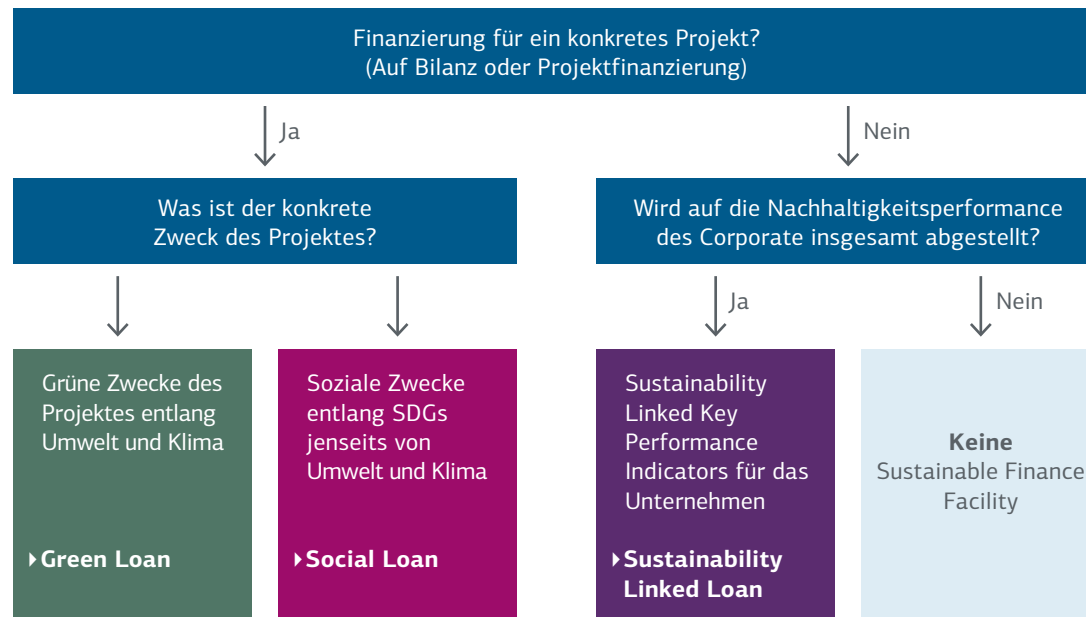 Finanzierung für ein konkretes Projekt?
(Auf Bilanz oder Projektfinanzierung)
Ja
Nein
Was ist der konkrete
Zweck des Projektes?
Wird auf die Nachhaltigkeitsperformance
des Corporate insgesamt abgestellt?
Ja
Nein
Grüne Zwecke des
Projektes entlang
Umwelt und Klima
▸Green Loan
Soziale Zwecke
entlang SDGs
jenseits von
Umwelt und Klima
▸Social Loan
Sustainability
Linked Key
Performance
Indicators für das
Unternehmen
▸Sustainability
Linked Loan
Keine
Sustainable Finance
Facility